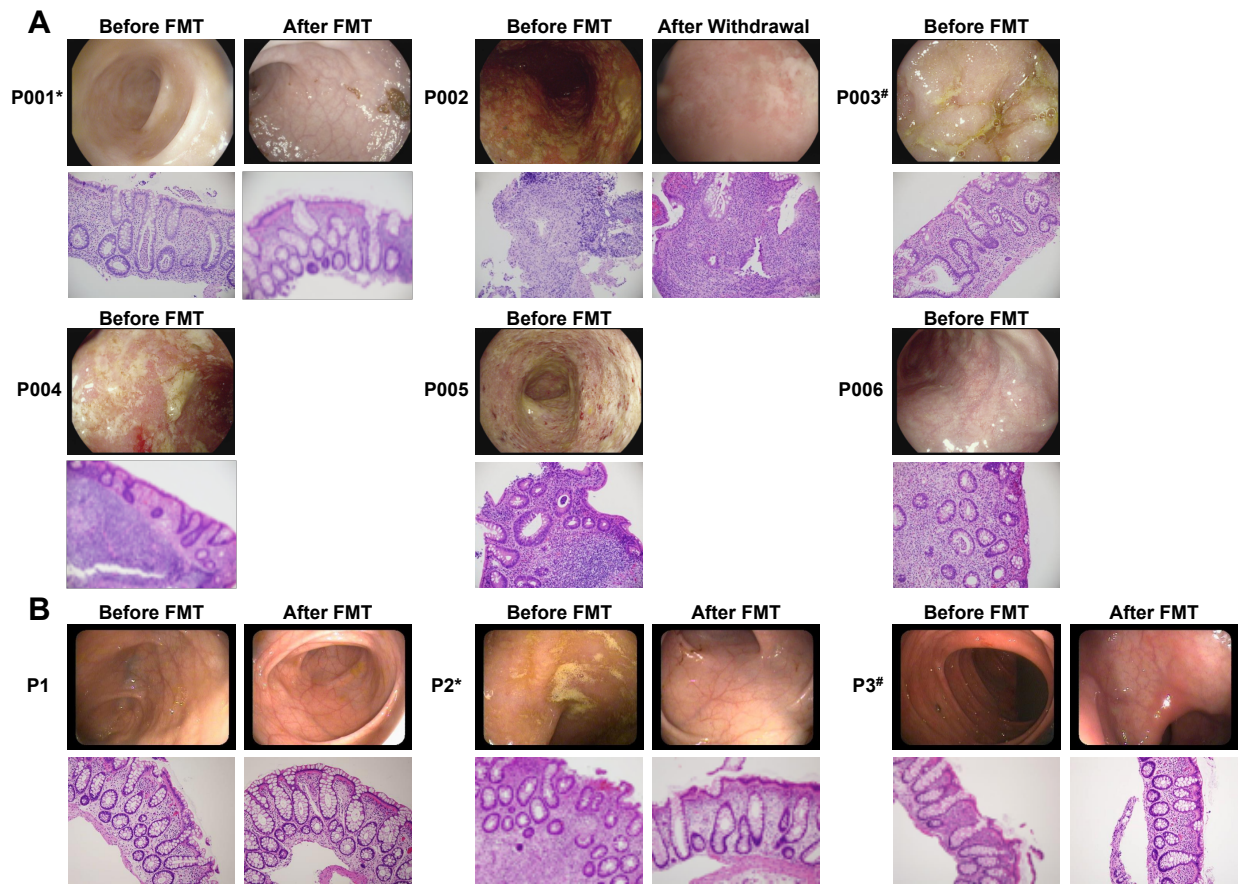 A
Before FMT After FMT Before FMT After Withdrawal Before FMT
P001* P002 P003#
Before FMT Before FMT Before FMT
P004 P005 P006
B
Before FMT After FMT Before FMT After FMT Before FMT After FMT
P1 P2* P3#